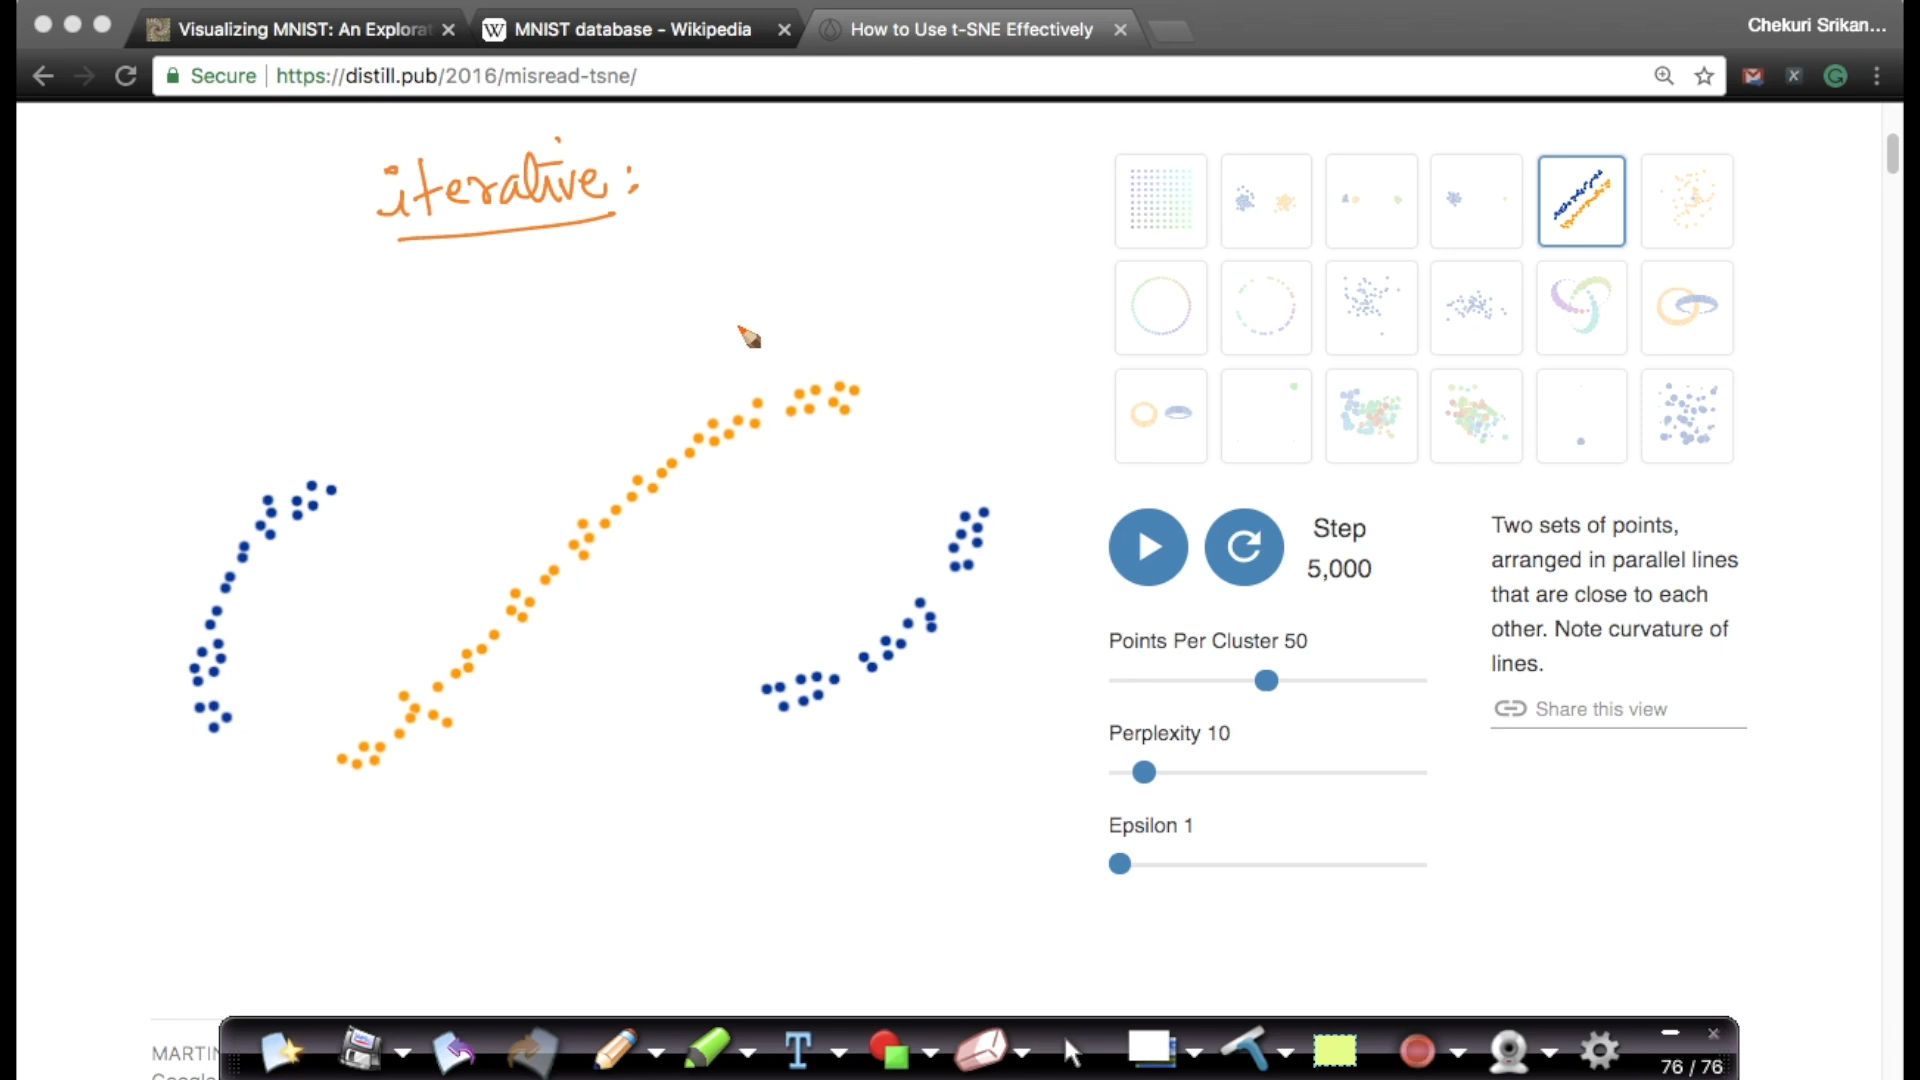 Visualizing MNIST: An Explorat
MNIST database - Wikipedia
How to Use t-SNE Effectively
Chekuri Srikan...
Secure
https://distill.pub/2016/misread-tsne/
iterative:
Step
5,000
Points Per Cluster 50
Perplexity 10
Epsilon 1
Two sets of points,
arranged in parallel lines
that are close to each
other. Note curvature of
lines.
Share this view
MARTIN
76 / 76